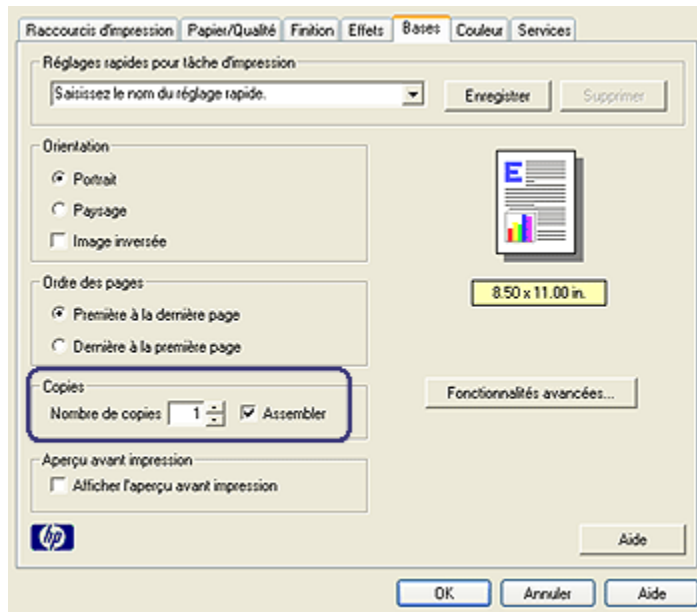 Raccourcis d'impression Papier/Qualité Finition Effets Bases Couleur Services
Réglages rapides pour tâche d'impression
Saisissez le nom du réglage rapide. Enregistrer Supprimer
Orientation
Portrait
Paysage
Image inversée
E
8.50 x 11.00 in.
Ordre des pages
Première à la dernière page
Dernière à la première page
Copies
Nombre de copies 1 Assembler
Fonctionnalités avancées...
Aperçu avant impression
Afficher l'aperçu avant impression
hp
Aide
OK Annuler Aide